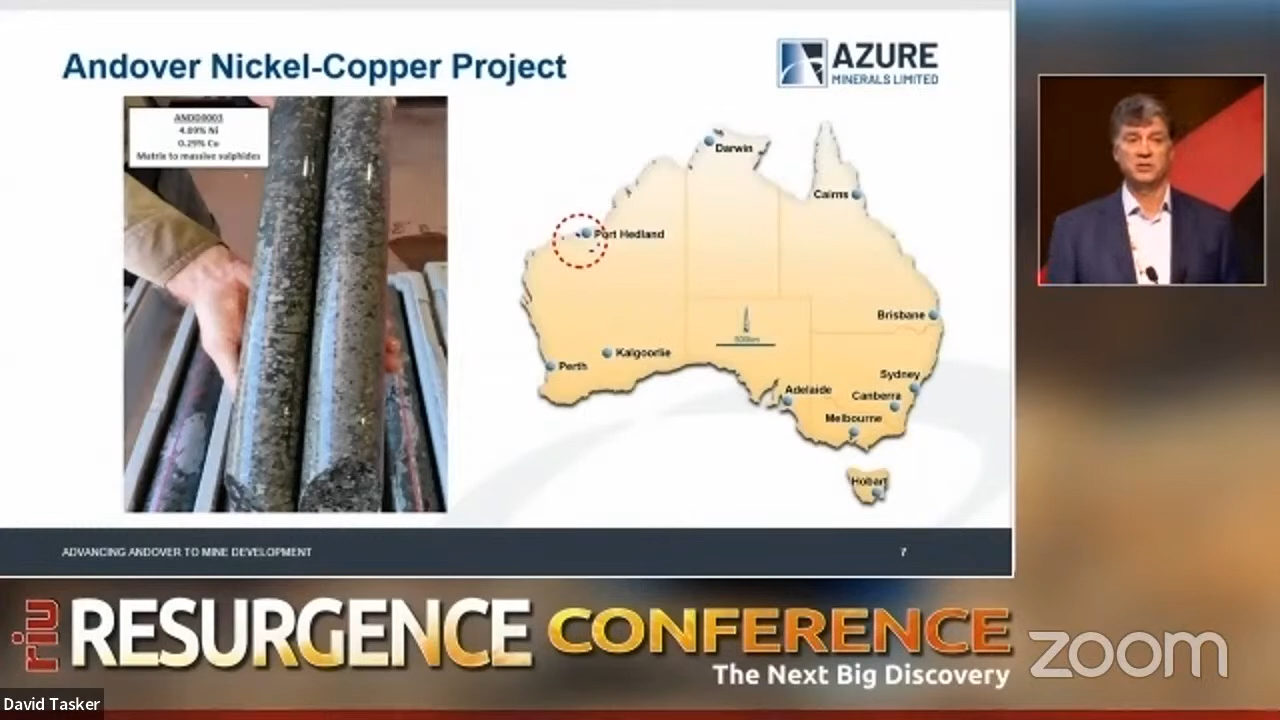 Andover Nickel-Copper Project
AZURE
MINERALS LIMITED
ANDD0003
4.09% Ni
0.29% Cu
Matrix to massive sulphides
Darwin
Cairns
Port Hedland
Brisbane
500km
Kalgoorlie
Perth
Sydney
Adelaide
Canberra
Melbourne
Hobart
ADVANCING ANDOVER TO MINE DEVELOPMENT
7
riu RESURGENCE CONFERENCE
The Next Big Discovery
zoom
David Tasker